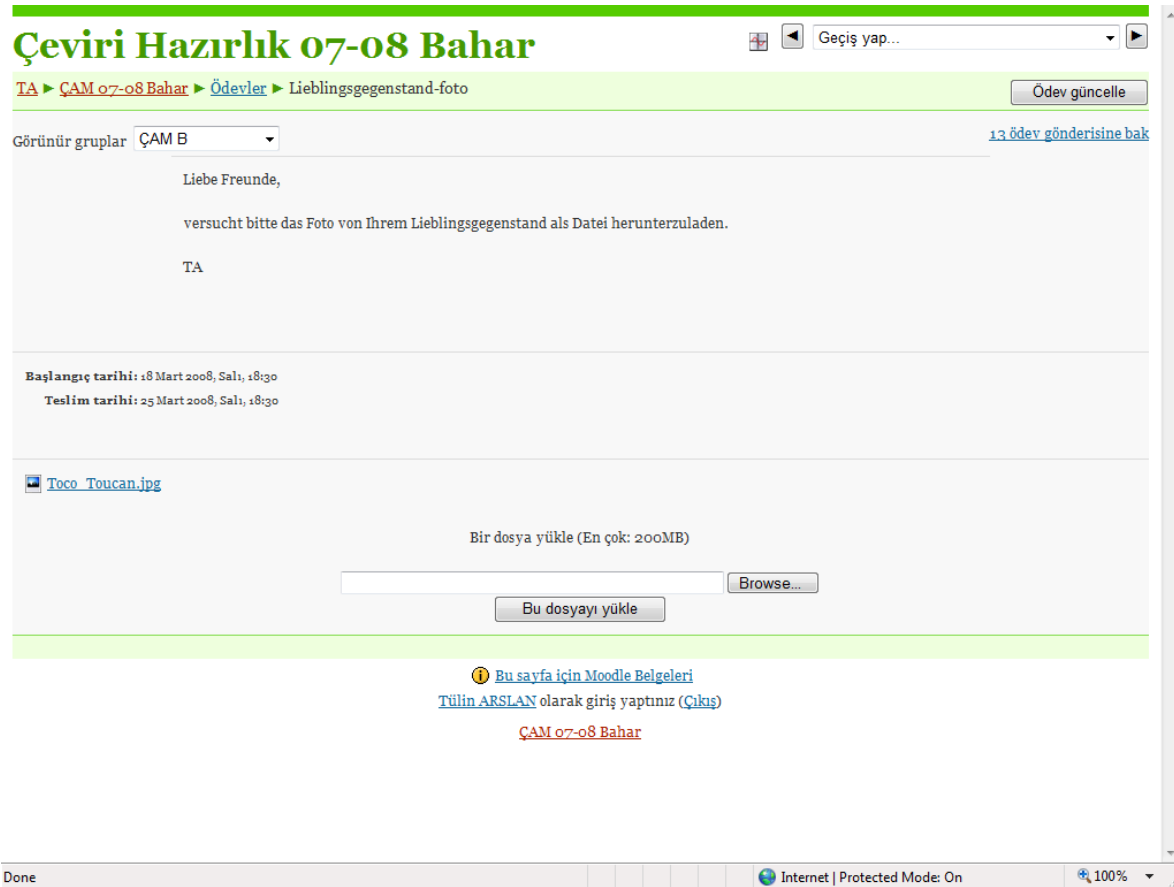 Çeviri Hazırlık 07-08 Bahar
Geçiş yap...
TA ► ÇAM 07-08 Bahar ► Ödevler ► Lieblingsgegenstand-foto
Ödev güncelle
Görünür gruplar ÇAM B
13 ödev gönderisine bak
Liebe Freunde,
versucht bitte das Foto von Ihrem Lieblingsgegenstand als Datei herunterzuladen.
TA
Başlangıç tarihi: 18 Mart 2008, Salı, 18:30
Teslim tarihi: 25 Mart 2008, Salı, 18:30
Toco_Toucan.jpg
Bir dosya yükle (En çok: 200MB)
Browse...
Bu dosyayı yükle
Bu sayfa için Moodle Belgeleri
Tülin ARSLAN olarak giriş yaptınız (Çıkış)
ÇAM 07-08 Bahar
Done
Internet | Protected Mode: On
100%